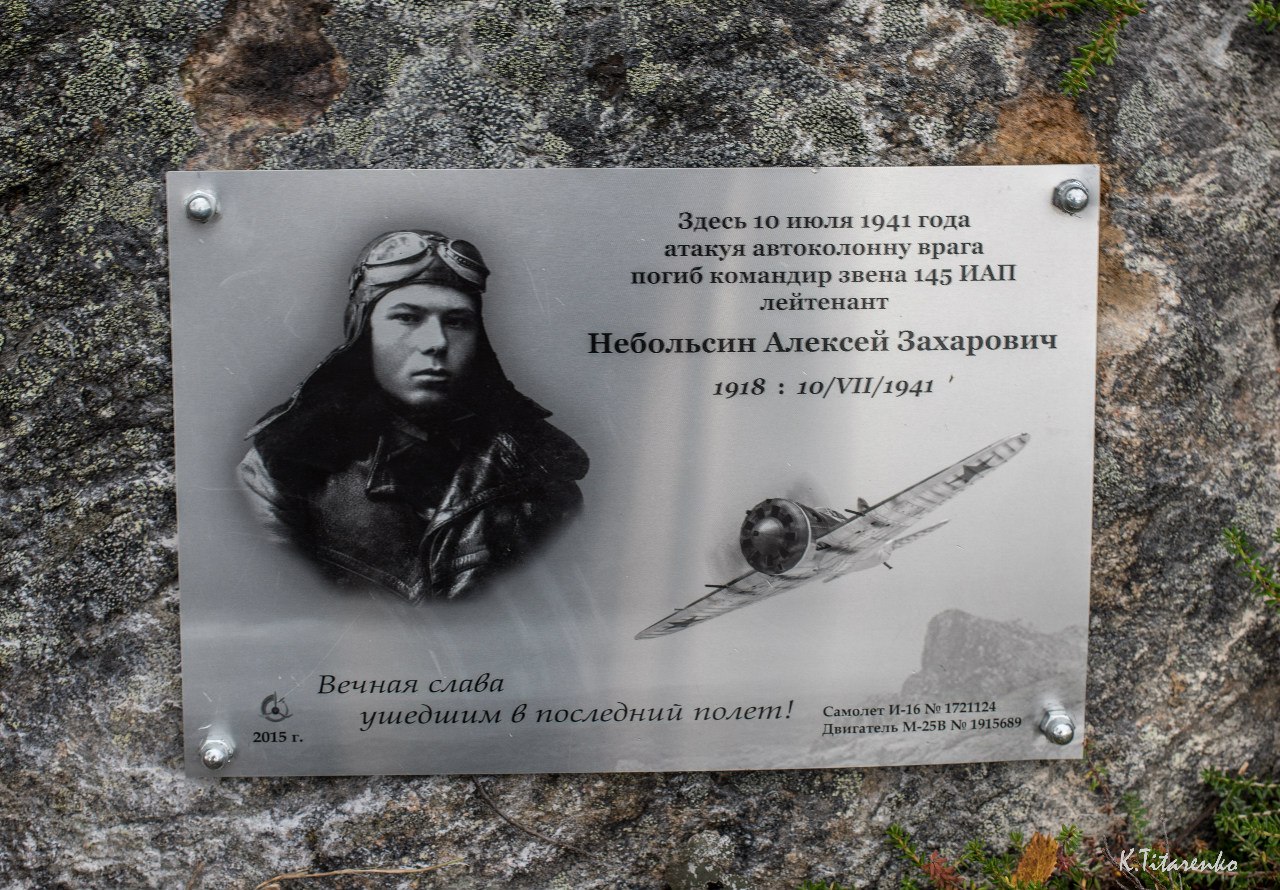 Здесь 10 июля 1941 года
атакуя автоколонну врага
погиб командир звена 145 ИАП
лейтенант
Небольсин Алексей Захарович
1918 : 10/VII/1941
Вечная слава
ушедшим в последний полет!
2015 г.
Самолет И-16 № 1721124
Двигатель М-25В № 1915689
K.Titarenko